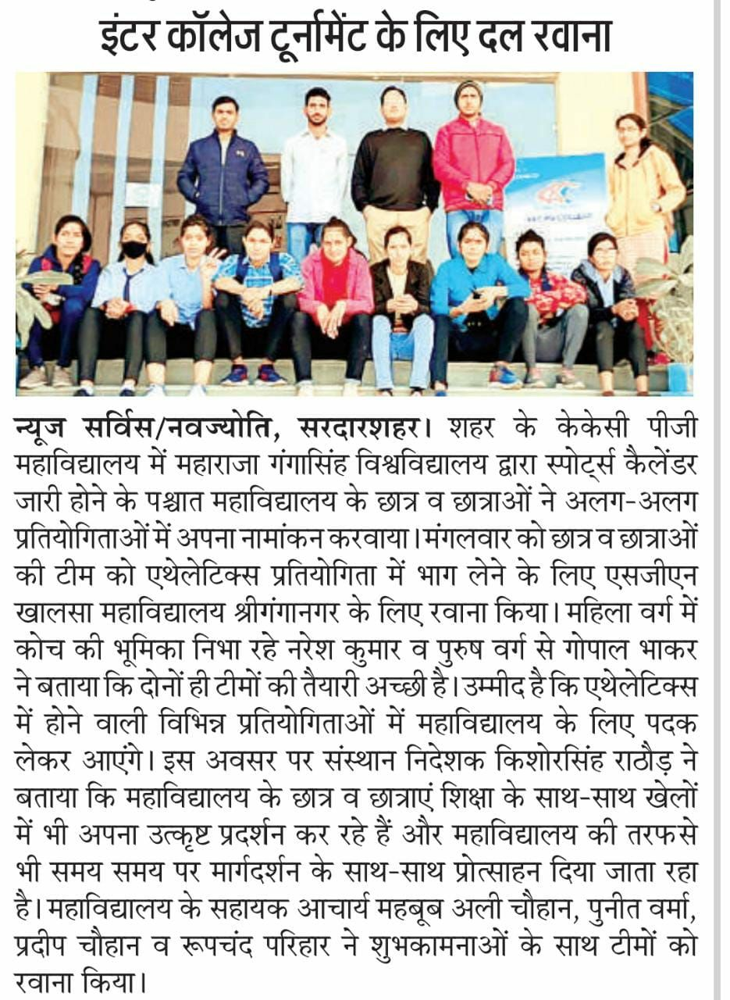 इंटर कॉलेज टूर्नामेंट के लिए दल रवाना
न्यूज सर्विस/नवज्योति, सरदारशहर। शहर के केकेसी पीजी
महाविद्यालय में महाराजा गंगासिंह विश्वविद्यालय द्वारा स्पोर्ट्स कैलेंडर
जारी होने के पश्चात महाविद्यालय के छात्र व छात्राओं ने अलग-अलग
प्रतियोगिताओं में अपना नामांकन करवाया। मंगलवार को छात्र व छात्राओं
की टीम को एथेलेटिक्स प्रतियोगिता में भाग लेने के लिए एसजीएन
खालसा महाविद्यालय श्रीगंगानगर के लिए रवाना किया। महिला वर्ग में
कोच की भूमिका निभा रहे नरेश कुमार व पुरुष वर्ग से गोपाल भाकर
ने बताया कि दोनों ही टीमों की तैयारी अच्छी है। उम्मीद है कि एथेलेटिक्स
में होने वाली विभिन्न प्रतियोगिताओं में महाविद्यालय के लिए पदक
लेकर आएंगे। इस अवसर पर संस्थान निदेशक किशोरसिंह राठौड़ ने
बताया कि महाविद्यालय के छात्र व छात्राएं शिक्षा के साथ-साथ खेलों
में भी अपना उत्कृष्ट प्रदर्शन कर रहे हैं और महाविद्यालय की तरफसे
भी समय समय पर मार्गदर्शन के साथ-साथ प्रोत्साहन दिया जाता रहा
है। महाविद्यालय के सहायक आचार्य महबूब अली चौहान, पुनीत वर्मा,
प्रदीप चौहान व रूपचंद परिहार ने शुभकामनाओं के साथ टीमों को
रवाना किया।